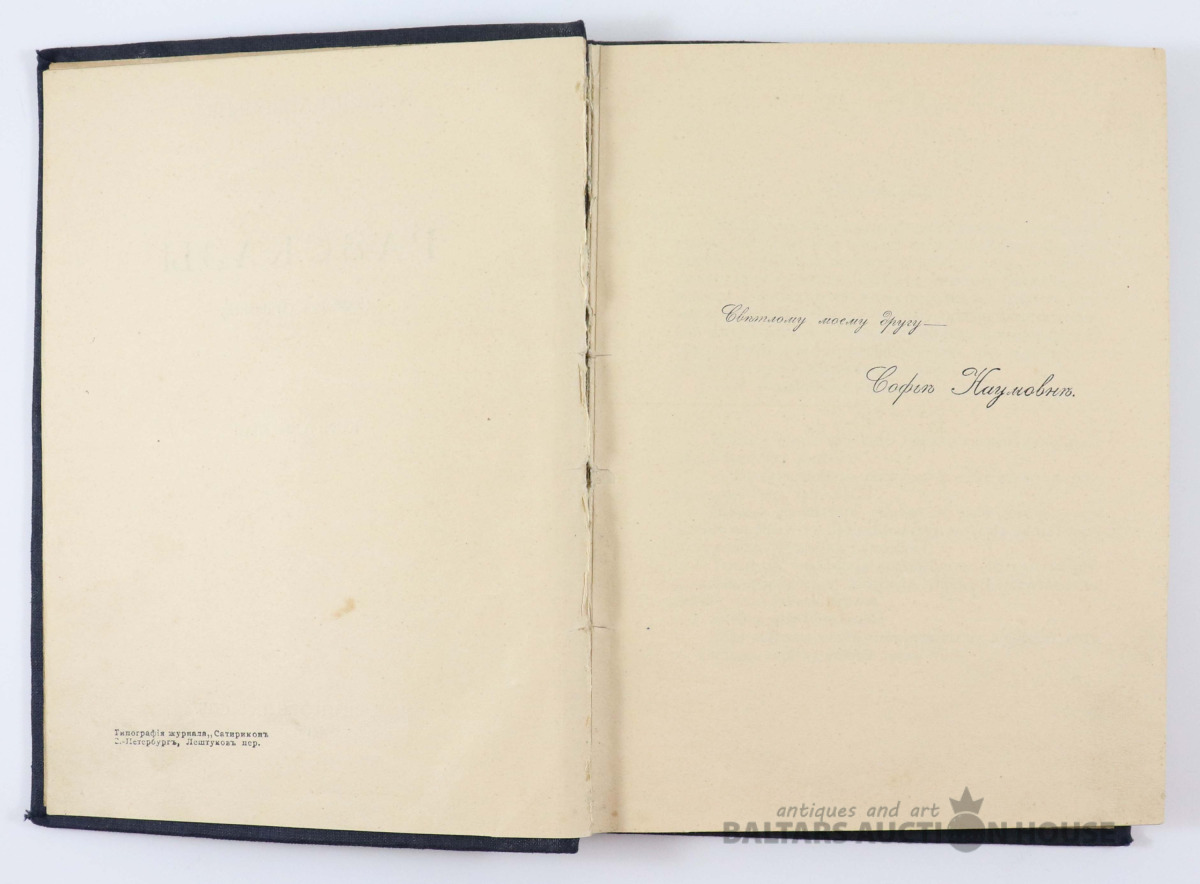 Типографія журнала „Сатириконъ
С.-Петербургъ, Лештуковъ пер.
Свѣтлому моему другу—
Софьѣ Наумовнѣ.
antiques and art
BALTARS AUCTION HOUSE